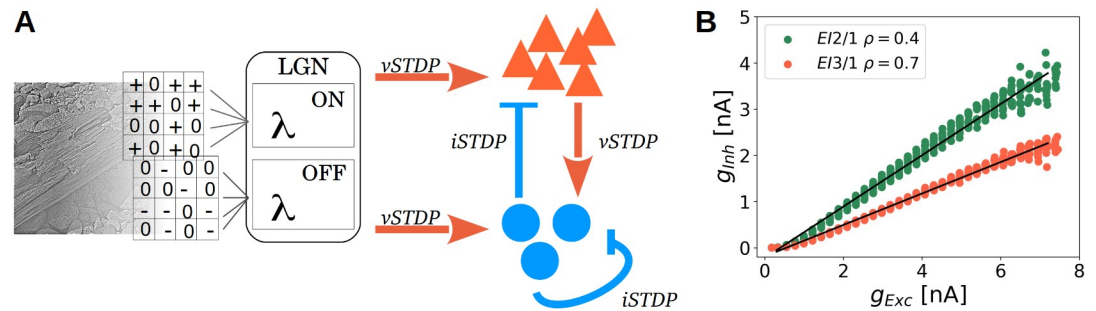 A
+ 0 + +
+ + 0 +
0 0 + 0
+ 0 + 0
0 - 0 0
0 0 - 0
- - 0 -
0 - 0 -
LGN
ON
λ
OFF
λ
vSTDP
vSTDP
iSTDP
vSTDP
iSTDP
B
EI2/1 ρ = 0.4
EI3/1 ρ = 0.7
5
4
3
2
1
0
g_Inh [nA]
0 2 4 6 8
g_Exc [nA]